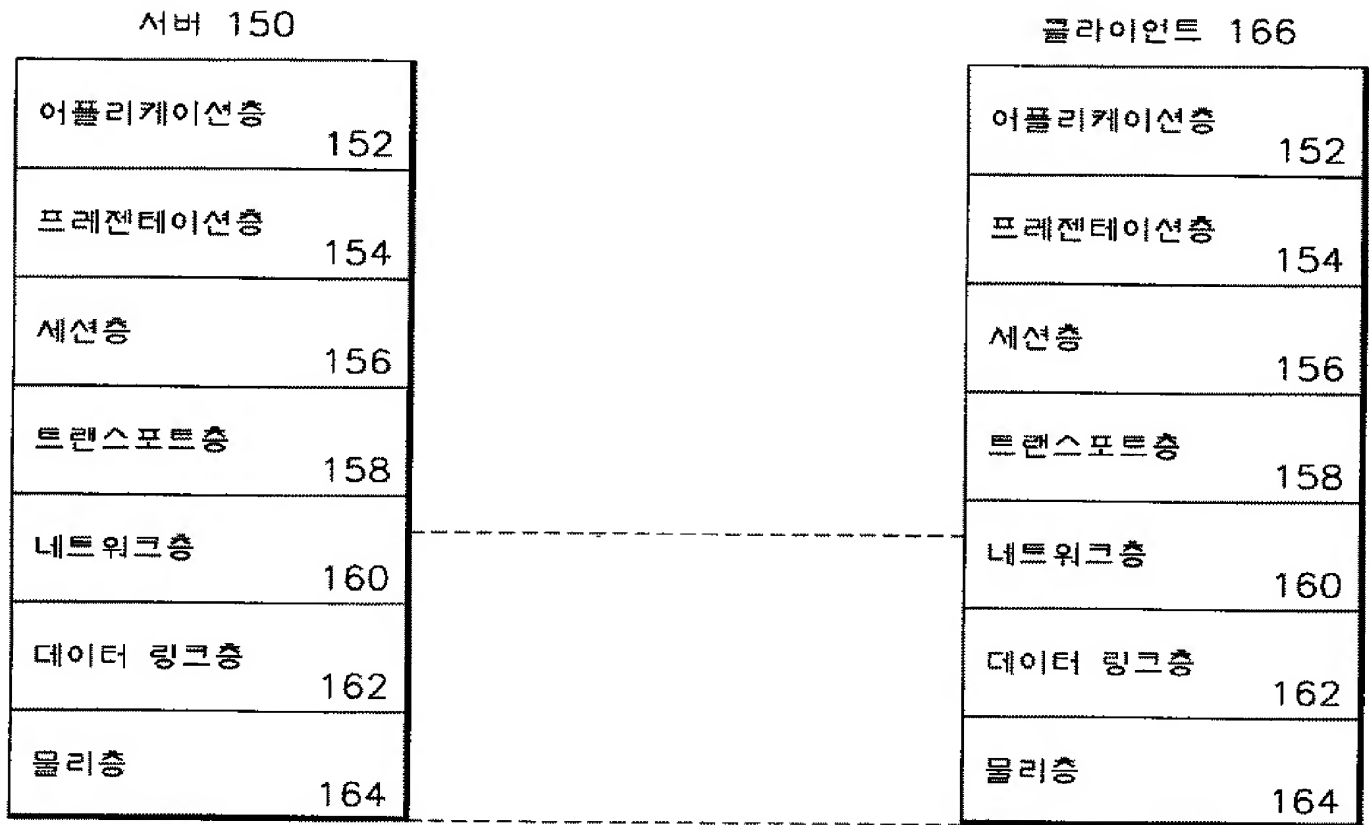 서버 150
어플리케이션층
152
프레젠테이션층
154
세션층
156
트랜스포트층
158
네트워크층
160
데이터 링크층
162
물리층
164
클라이언트 166
어플리케이션층
152
프레젠테이션층
154
세션층
156
트랜스포트층
158
네트워크층
160
데이터 링크층
162
물리층
164